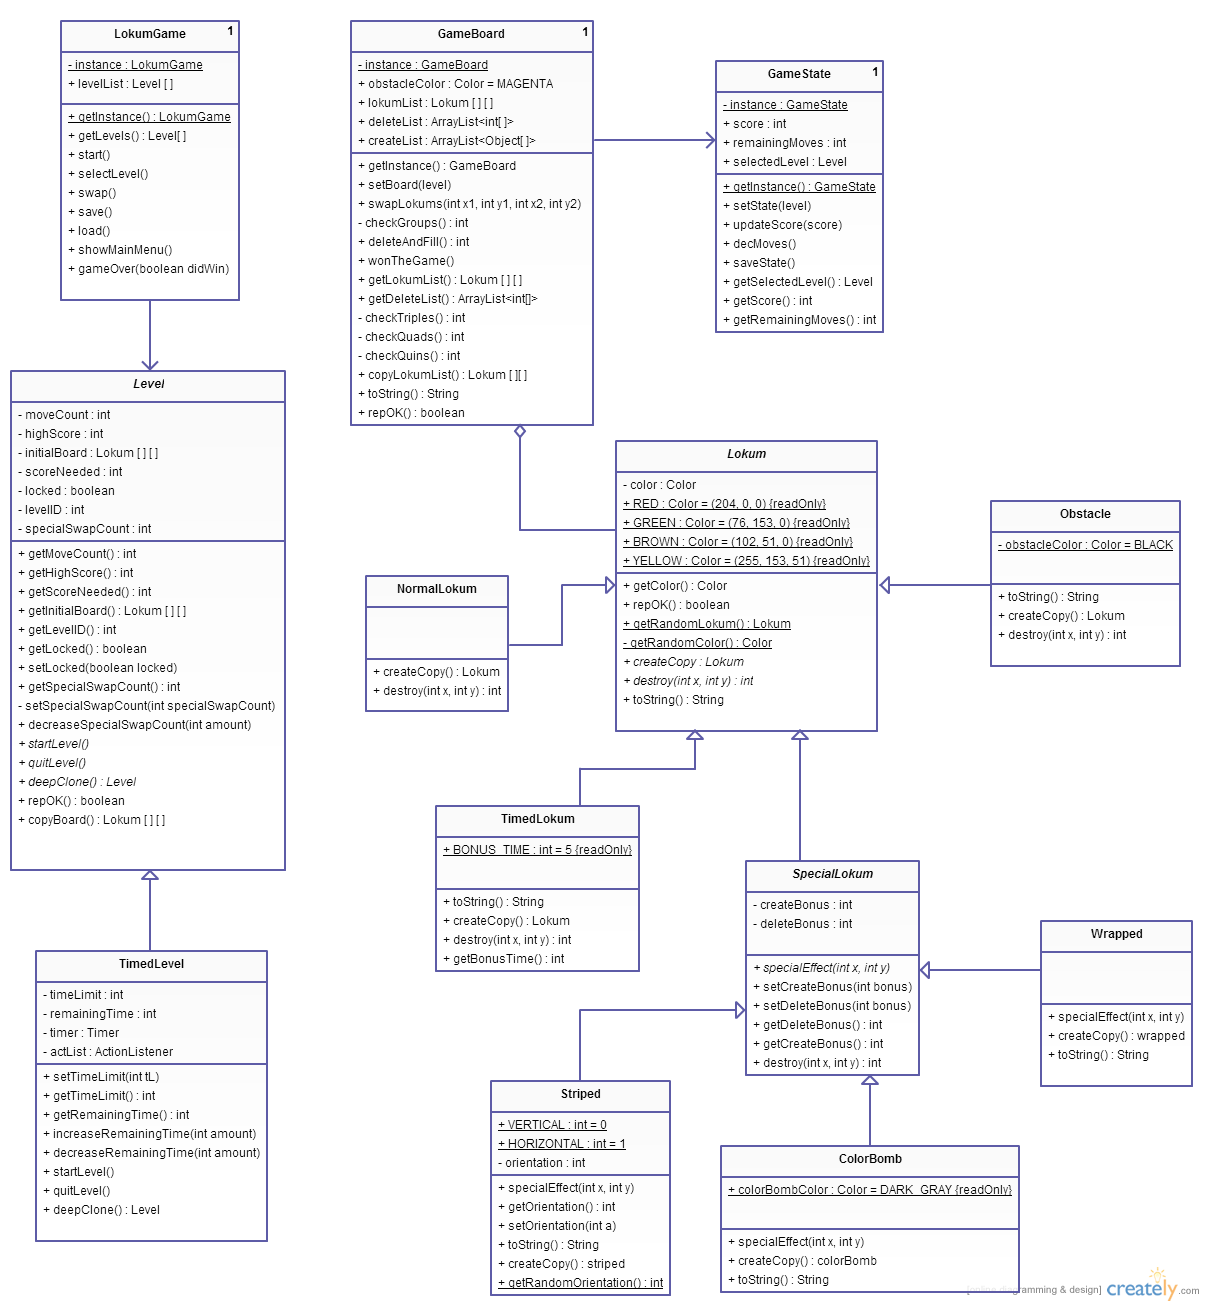 LokumGame 1
- instance : LokumGame
+ levelList : Level [ ]
+ getInstance() : LokumGame
+ getLevels() : Level[ ]
+ start()
+ selectLevel()
+ swap()
+ save()
+ load()
+ showMainMenu()
+ gameOver(boolean didWin)
GameBoard 1
- instance : GameBoard
+ obstacleColor : Color = MAGENTA
+ lokumList : Lokum [ ] [ ]
+ deleteList : ArrayList<int[ ]>
+ createList : ArrayList<Object[ ]>
+ getInstance() : GameBoard
+ setBoard(level)
+ swapLokums(int x1, int y1, int x2, int y2)
- checkGroups() : int
+ deleteAndFill() : int
+ wonTheGame()
+ getLokumList() : Lokum [ ] [ ]
+ getDeleteList() : ArrayList<int[]>
- checkTriples() : int
- checkQuads() : int
- checkQuins() : int
+ copyLokumList() : Lokum [ ][ ]
+ toString() : String
+ repOK() : boolean
GameState 1
- instance : GameState
+ score : int
+ remainingMoves : int
+ selectedLevel : Level
+ getInstance() : GameState
+ setState(level)
+ updateScore(score)
+ decMoves()
+ saveState()
+ getSelectedLevel() : Level
+ getScore() : int
+ getRemainingMoves() : int
Level
- moveCount : int
- highScore : int
- initialBoard : Lokum [ ] [ ]
- scoreNeeded : int
- locked : boolean
- levelID : int
- specialSwapCount : int
+ getMoveCount() : int
+ getHighScore() : int
+ getScoreNeeded() : int
+ getInitialBoard() : Lokum [ ] [ ]
+ getLevelID() : int
+ getLocked() : boolean
+ setLocked(boolean locked)
+ getSpecialSwapCount() : int
- setSpecialSwapCount(int specialSwapCount)
+ decreaseSpecialSwapCount(int amount)
+ startLevel()
+ quitLevel()
+ deepClone() : Level
+ repOK() : boolean
+ copyBoard() : Lokum [ ] [ ]
Lokum
- color : Color
+ RED : Color = (204, 0, 0) {readOnly}
+ GREEN : Color = (76, 153, 0) {readOnly}
+ BROWN : Color = (102, 51, 0) {readOnly}
+ YELLOW : Color = (255, 153, 51) {readOnly}
+ getColor() : Color
+ repOK() : boolean
+ getRandomLokum() : Lokum
- getRandomColor() : Color
+ createCopy : Lokum
+ destroy(int x, int y) : int
+ toString() : String
Obstacle
- obstacleColor : Color = BLACK
+ toString() : String
+ createCopy() : Lokum
+ destroy(int x, int y) : int
NormalLokum
+ createCopy() : Lokum
+ destroy(int x, int y) : int
TimedLokum
+ BONUS_TIME : int = 5 {readOnly}
+ toString() : String
+ createCopy() : Lokum
+ destroy(int x, int y) : int
+ getBonusTime() : int
SpecialLokum
- createBonus : int
- deleteBonus : int
+ specialEffect(int x, int y)
+ setCreateBonus(int bonus)
+ setDeleteBonus(int bonus)
+ getDeleteBonus() : int
+ getCreateBonus() : int
+ destroy(int x, int y) : int
Wrapped
+ specialEffect(int x, int y)
+ createCopy() : wrapped
+ toString() : String
TimedLevel
- timeLimit : int
- remainingTime : int
- timer : Timer
- actList : ActionListener
+ setTimeLimit(int tL)
+ getTimeLimit() : int
+ getRemainingTime() : int
+ increaseRemainingTime(int amount)
+ decreaseRemainingTime(int amount)
+ startLevel()
+ quitLevel()
+ deepClone() : Level
Striped
+ VERTICAL : int = 0
+ HORIZONTAL : int = 1
- orientation : int
+ specialEffect(int x, int y)
+ getOrientation() : int
+ setOrientation(int a)
+ toString() : String
+ createCopy() : striped
+ getRandomOrientation() : int
ColorBomb
+ colorBombColor : Color = DARK_GRAY {readOnly}
+ specialEffect(int x, int y)
+ createCopy() : colorBomb
+ toString() : String
& design]
creately.com